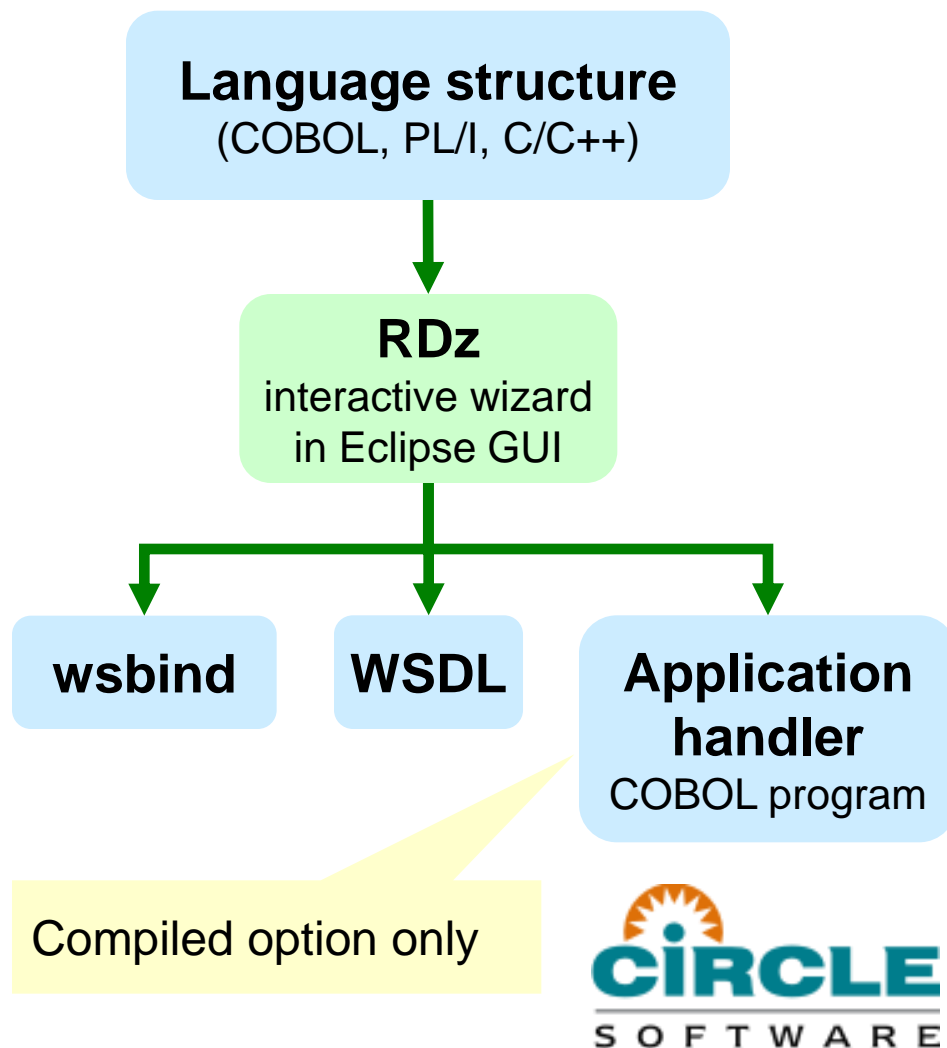 Language structure
(COBOL, PL/I, C/C++)
RDz
interactive wizard
in Eclipse GUI
wsbind
WSDL
Application
handler
COBOL program
Compiled option only
CiRCLE
SOFTWARE